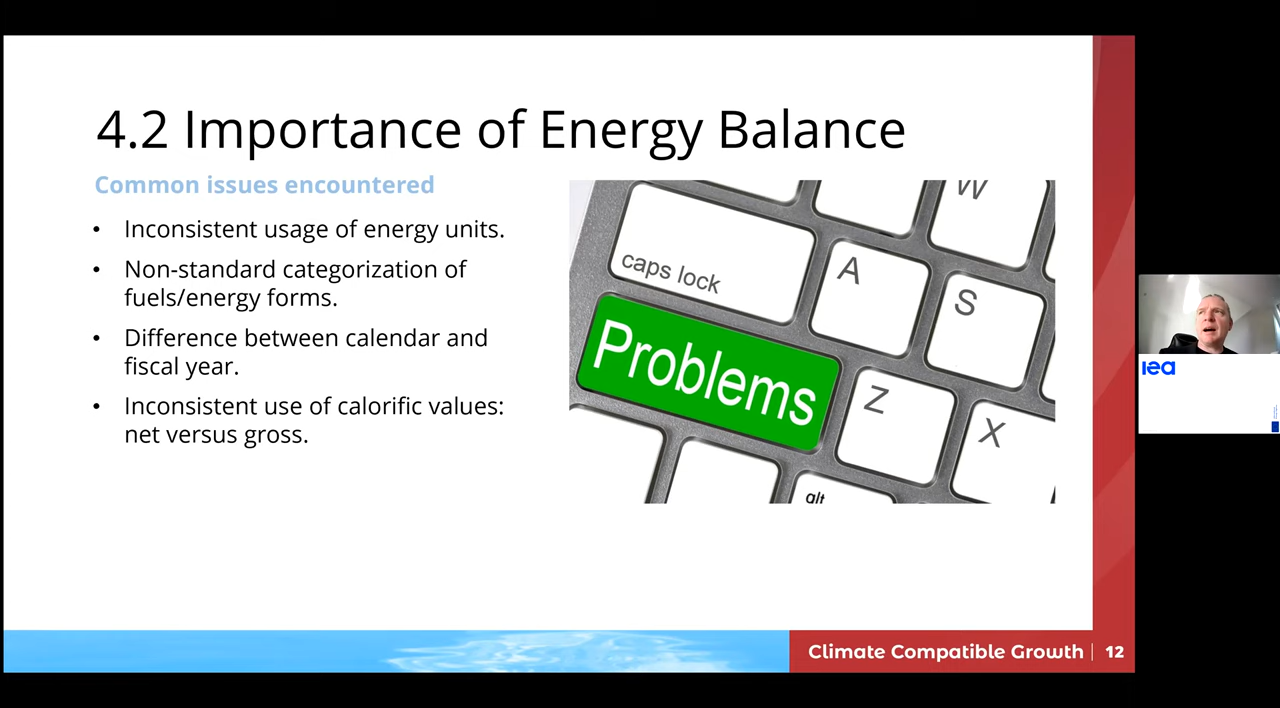 4.2 Importance of Energy Balance
Common issues encountered
• Inconsistent usage of energy units.
• Non-standard categorization of
fuels/energy forms.
• Difference between calendar and
fiscal year.
• Inconsistent use of calorific values:
net versus gross.
W
caps lock
A
S
Problems
Z
X
alt
iea
Climate Compatible Growth | 12